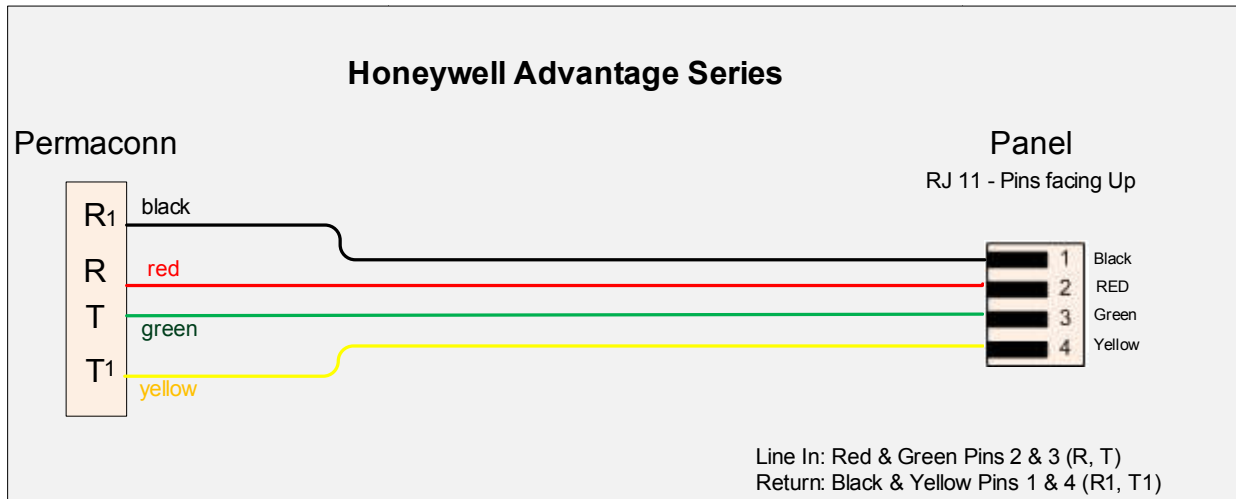 Honeywell Advantage Series
Permaconn
Panel
RJ 11 - Pins facing Up
R1
black
R
red
T
green
T1
yellow
1 Black
2 RED
3 Green
4 Yellow
Line In: Red & Green Pins 2 & 3 (R, T)
Return: Black & Yellow Pins 1 & 4 (R1, T1)